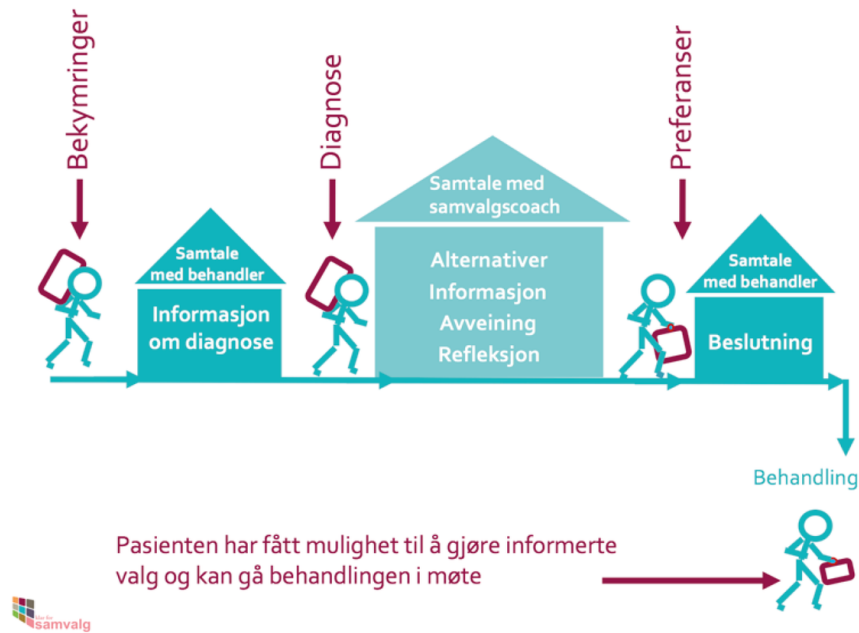 Bekymringer
Diagnose
Preferanser
Samtale
med behandler
Informasjon
om diagnose
Samtale med
samvalgscoach
Alternativer
Informasjon
Avveining
Refleksjon
Samtale
med behandler
Beslutning
Behandling
Pasienten har fått mulighet til å gjøre informerte
valg og kan gå behandlingen i møte
samvalg